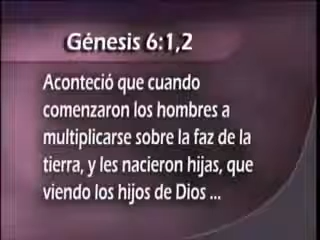 Génesis 6:1,2
Aconteció que cuando
comenzaron los hombres a
multiplicarse sobre la faz de la
tierra, y les nacieron hijas, que
viendo los hijos de Dios ...